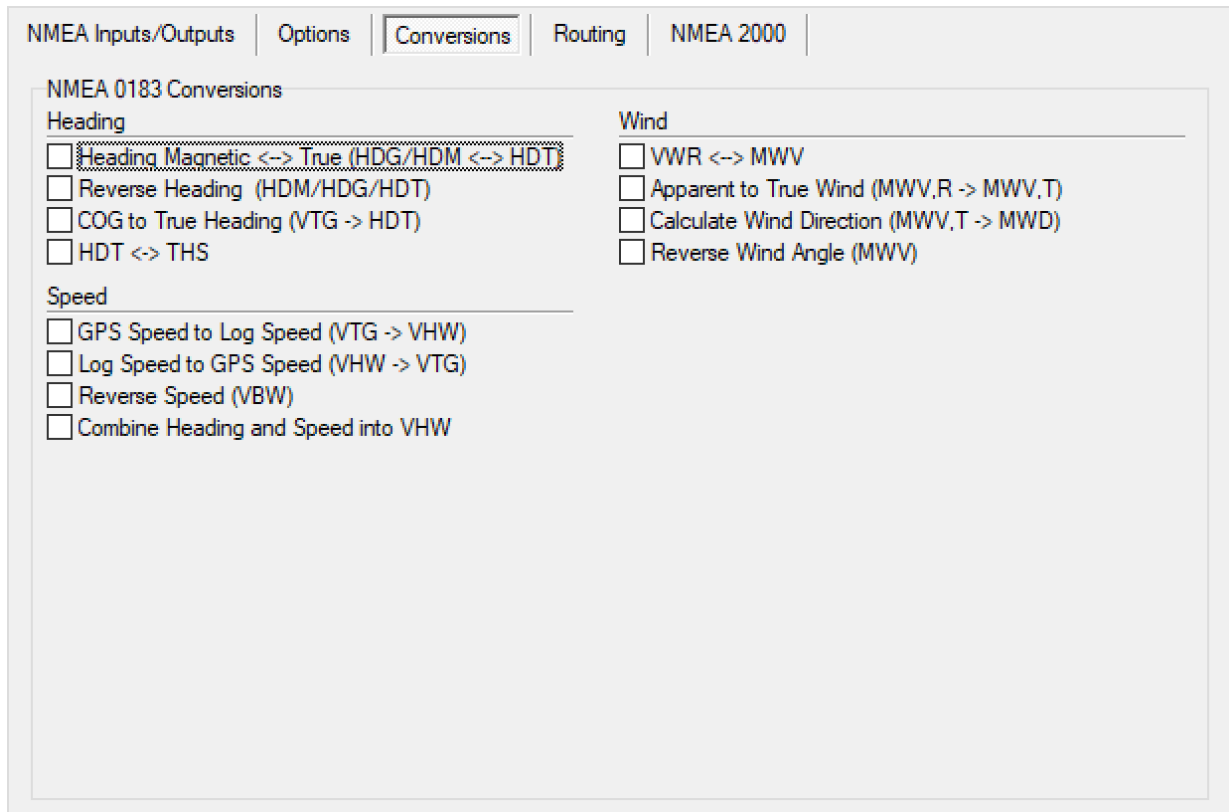 NMEA Inputs/Outputs Options Conversions Routing NMEA 2000
NMEA 0183 Conversions
Heading
Heading Magnetic <--> True (HDG/HDM <--> HDT)
Reverse Heading  (HDM/HDG/HDT)
COG to True Heading (VTG -> HDT)
HDT <-> THS
Speed
GPS Speed to Log Speed (VTG -> VHW)
Log Speed to GPS Speed (VHW -> VTG)
Reverse Speed (VBW)
Combine Heading and Speed into VHW
Wind
VWR <--> MWV
Apparent to True Wind (MWV,R -> MWV,T)
Calculate Wind Direction (MWV,T -> MWD)
Reverse Wind Angle (MWV)